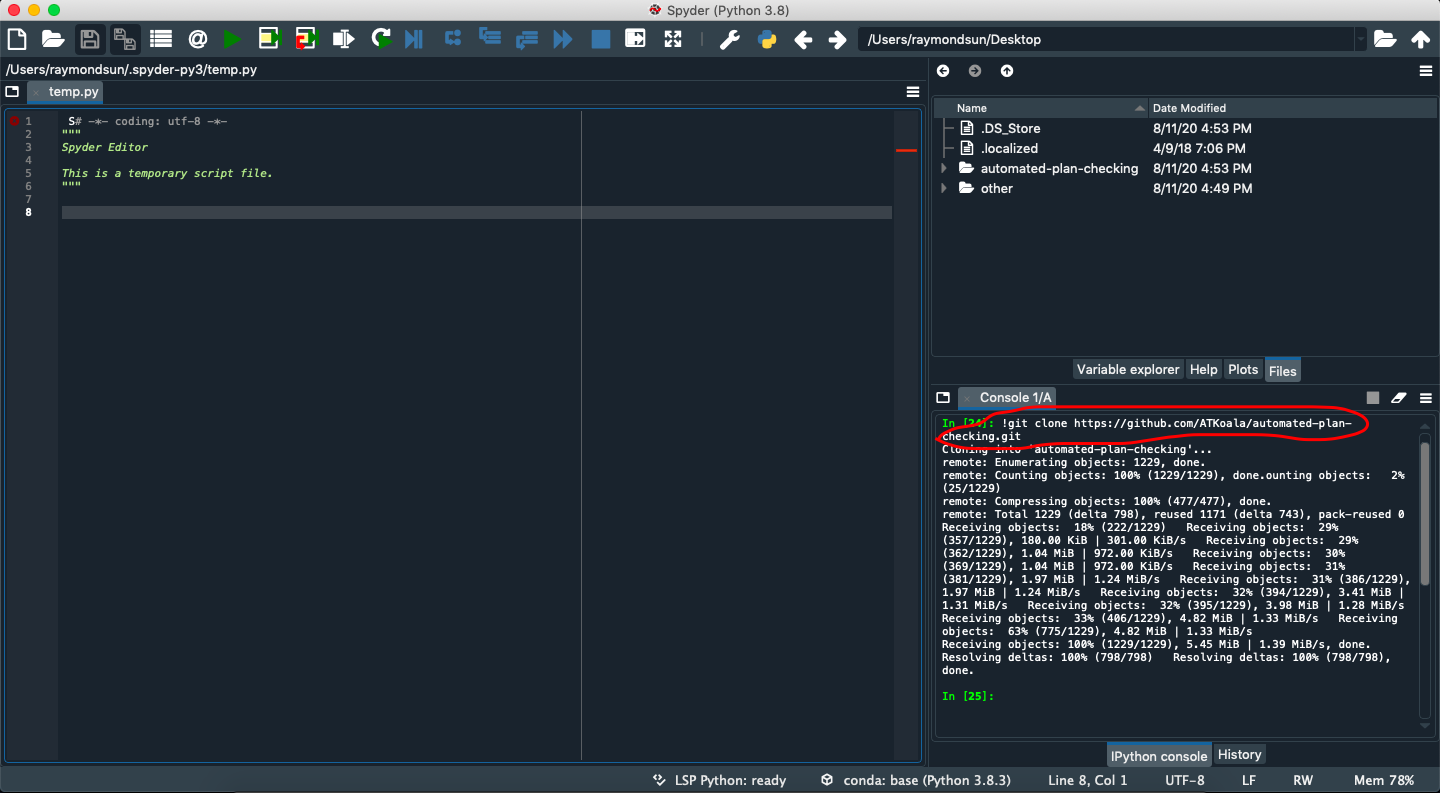 Spyder (Python 3.8)
/Users/raymondsun/Desktop
/Users/raymondsun/.spyder-py3/temp.py
temp.py
1 S# -*- coding: utf-8 -*-
2 """
3 Spyder Editor
4
5 This is a temporary script file.
6 """
7
8
Name Date Modified
.DS_Store 8/11/20 4:53 PM
.localized 4/9/18 7:06 PM
automated-plan-checking 8/11/20 4:53 PM
other 8/11/20 4:49 PM
Variable explorer Help Plots Files
Console 1/A
In [24]: !git clone https://github.com/ATKoala/automated-plan-
checking.git
Cloning into 'automated-plan-checking'...
remote: Enumerating objects: 1229, done.
remote: Counting objects: 100% (1229/1229), done.ounting objects:   2%
(25/1229)
remote: Compressing objects: 100% (477/477), done.
remote: Total 1229 (delta 798), reused 1171 (delta 743), pack-reused 0
Receiving objects:  18% (222/1229)   Receiving objects:  29%
(357/1229), 180.00 KiB | 301.00 KiB/s   Receiving objects:  29%
(362/1229), 1.04 MiB | 972.00 KiB/s   Receiving objects:  30%
(369/1229), 1.04 MiB | 972.00 KiB/s   Receiving objects:  31%
(381/1229), 1.97 MiB | 1.24 MiB/s   Receiving objects:  31% (386/1229),
1.97 MiB | 1.24 MiB/s   Receiving objects:  32% (394/1229), 3.41 MiB |
1.31 MiB/s   Receiving objects:  32% (395/1229), 3.98 MiB | 1.28 MiB/s
Receiving objects:  33% (406/1229), 4.82 MiB | 1.33 MiB/s   Receiving
objects:  63% (775/1229), 4.82 MiB | 1.33 MiB/s
Receiving objects: 100% (1229/1229), 5.45 MiB | 1.39 MiB/s, done.
Resolving deltas: 100% (798/798)   Resolving deltas: 100% (798/798),
done.
In [25]:
IPython console History
LSP Python: ready conda: base (Python 3.8.3) Line 8, Col 1 UTF-8 LF RW Mem 78%